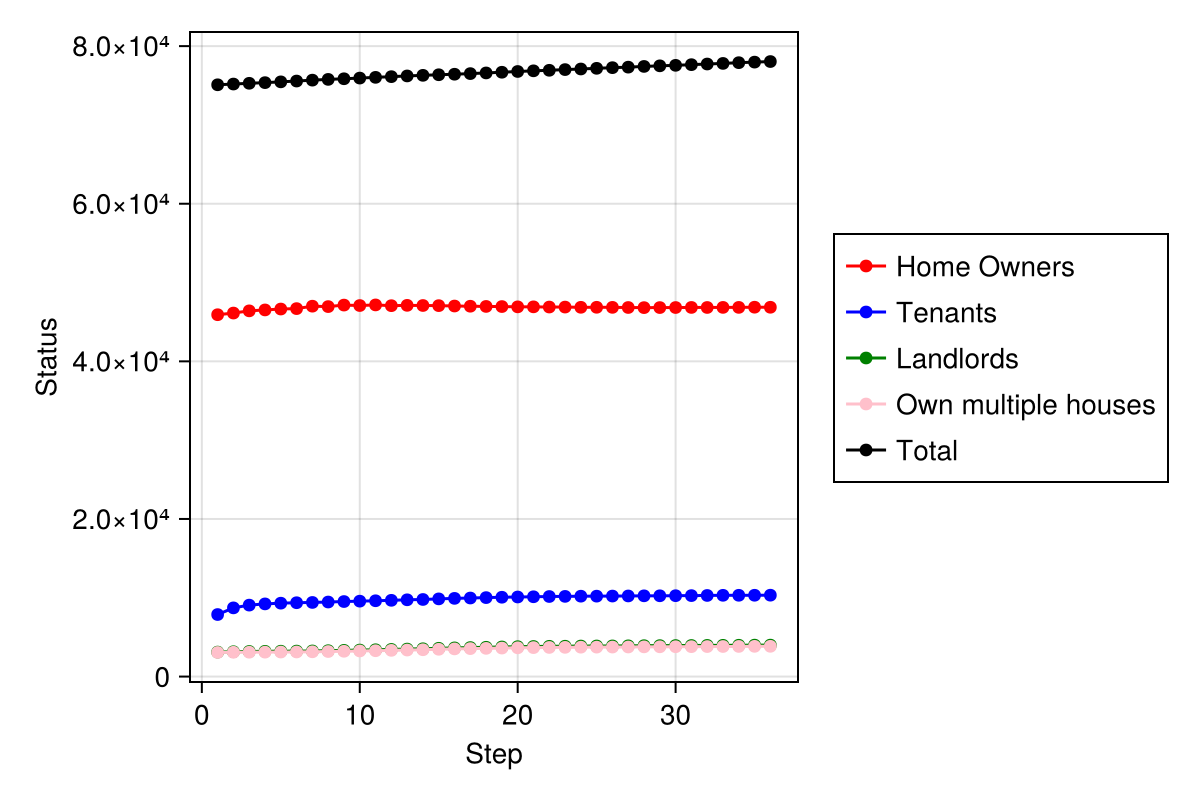 8.0×10⁴
6.0×10⁴
4.0×10⁴
2.0×10⁴
0
Status
0 10 20 30
Step
Home Owners
Tenants
Landlords
Own multiple houses
Total